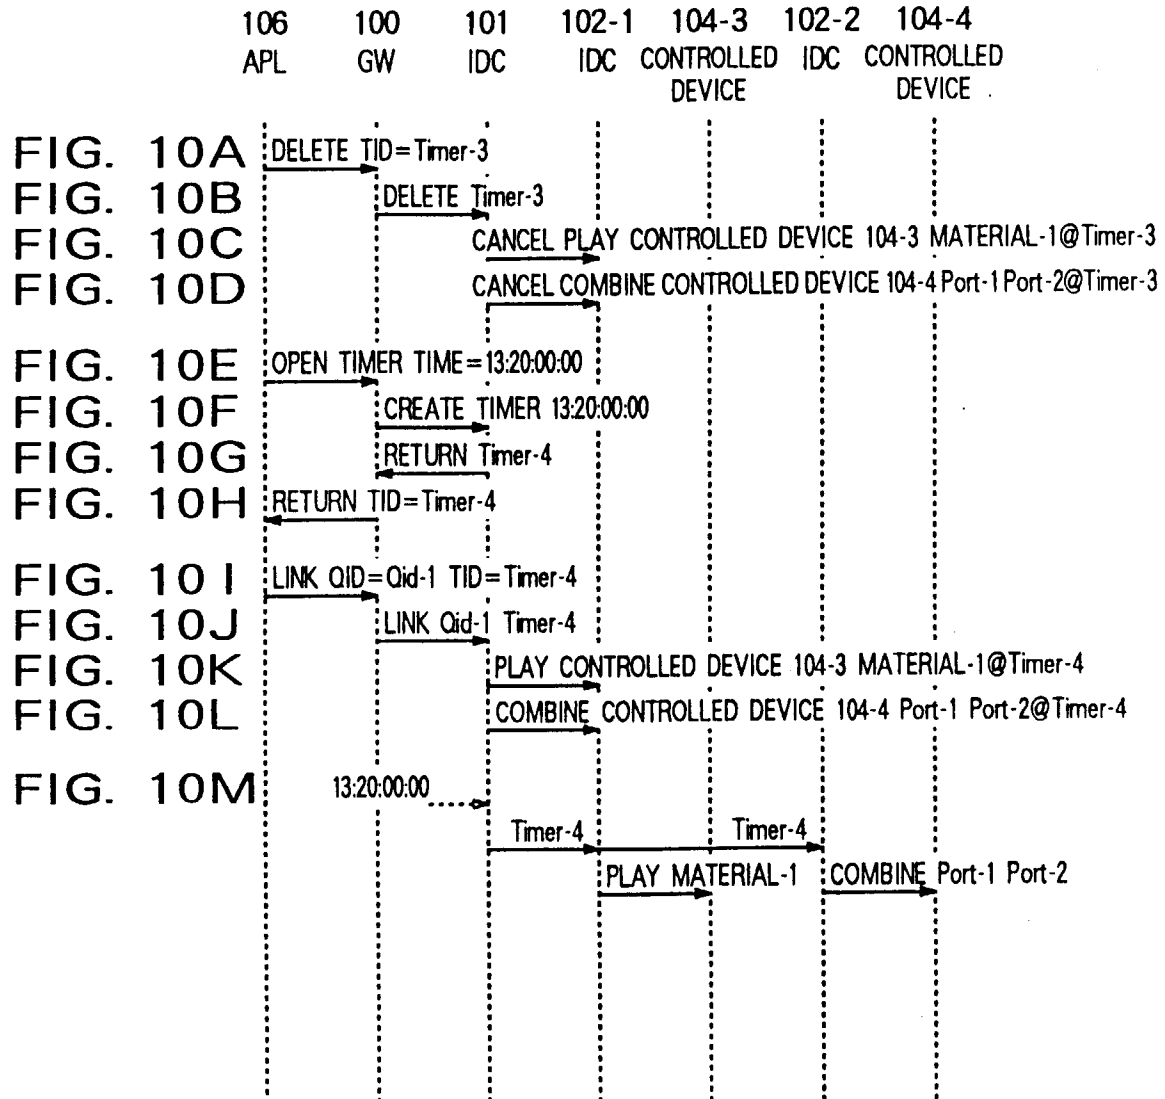 106 100 101 102-1 104-3 102-2 104-4
APL GW IDC IDC CONTROLLED IDC CONTROLLED
DEVICE DEVICE
FIG. 10A DELETE TID=Timer-3
FIG. 10B DELETE Timer-3
FIG. 10C CANCEL PLAY CONTROLLED DEVICE 104-3 MATERIAL-1@Timer-3
FIG. 10D CANCEL COMBINE CONTROLLED DEVICE 104-4 Port-1 Port-2@Timer-3
FIG. 10E OPEN TIMER TIME=13:20:00:00
FIG. 10F CREATE TIMER 13:20:00:00
FIG. 10G RETURN Timer-4
FIG. 10H RETURN TID=Timer-4
FIG. 10I LINK QID=Qid-1 TID=Timer-4
FIG. 10J LINK Qid-1 Timer-4
FIG. 10K PLAY CONTROLLED DEVICE 104-3 MATERIAL-1@Timer-4
FIG. 10L COMBINE CONTROLLED DEVICE 104-4 Port-1 Port-2@Timer-4
FIG. 10M 13:20:00:00
Timer-4 Timer-4
PLAY MATERIAL-1 COMBINE Port-1 Port-2